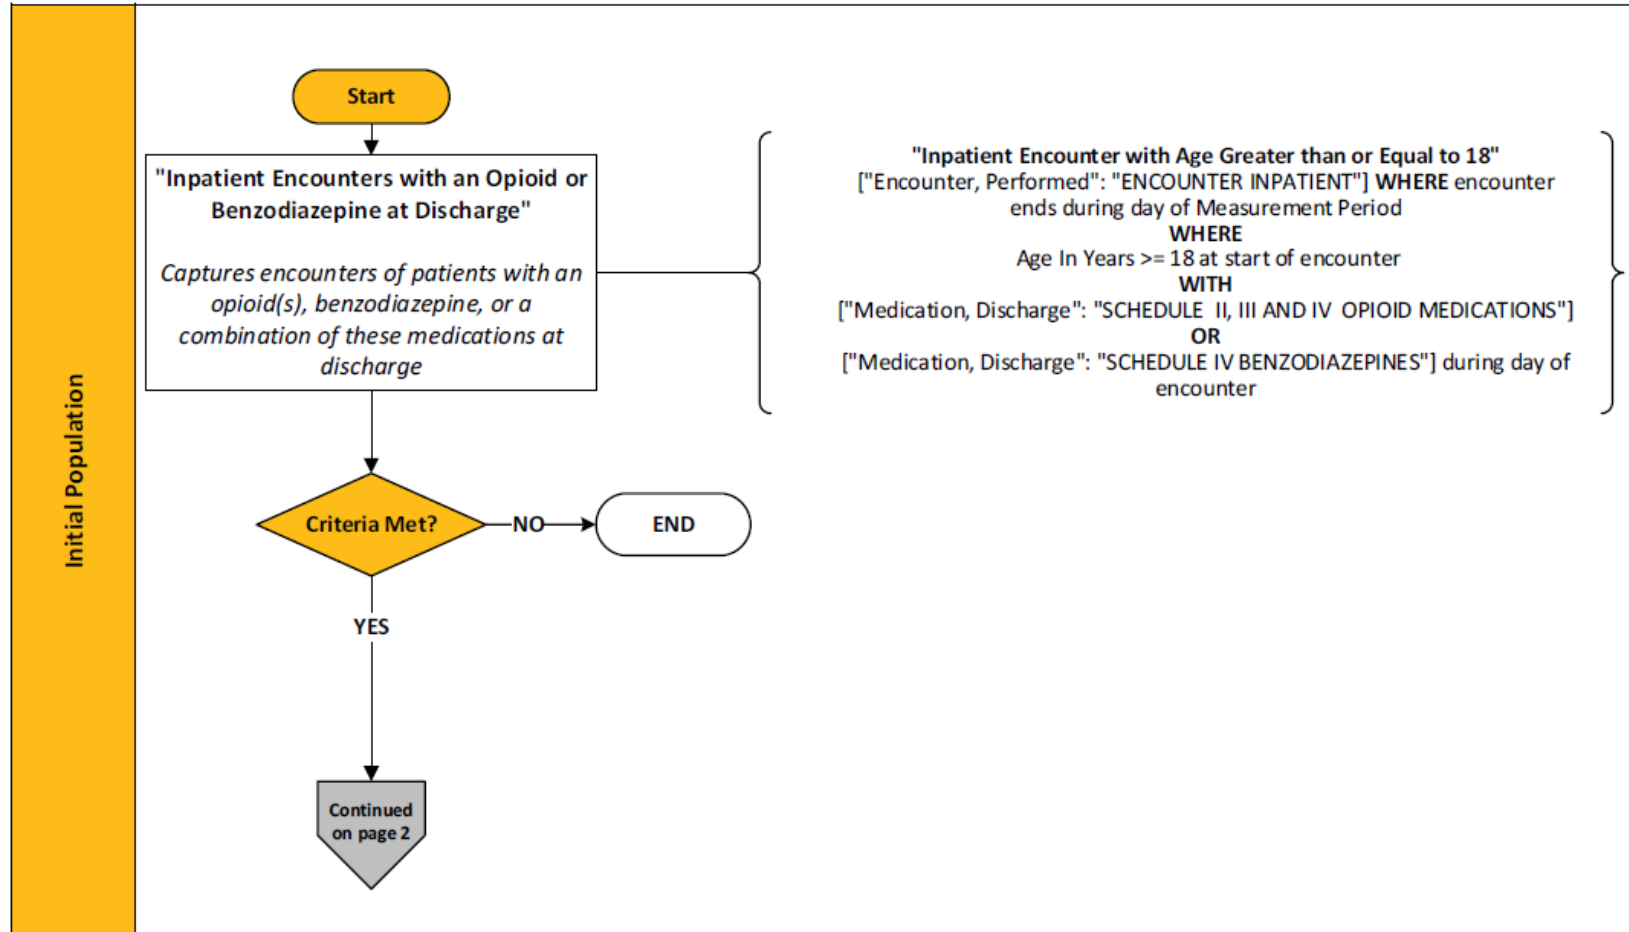 Initial Population
Start
"Inpatient Encounters with an Opioid or
Benzodiazepine at Discharge"
Captures encounters of patients with an
opioid(s), benzodiazepine, or a
combination of these medications at
discharge
"Inpatient Encounter with Age Greater than or Equal to 18"
["Encounter, Performed": "ENCOUNTER INPATIENT"] WHERE encounter
ends during day of Measurement Period
WHERE
Age In Years >= 18 at start of encounter
WITH
["Medication, Discharge": "SCHEDULE II, III AND IV OPIOID MEDICATIONS"]
OR
["Medication, Discharge": "SCHEDULE IV BENZODIAZEPINES"] during day of
encounter
Criteria Met?
NO
END
YES
Continued
on page 2